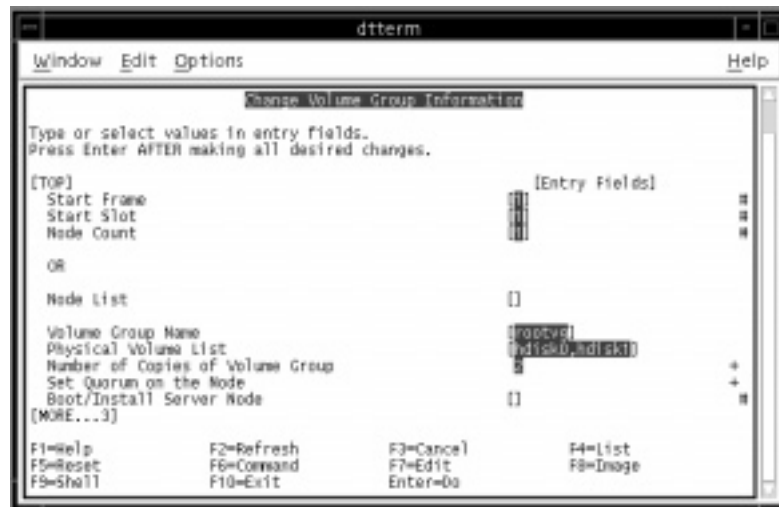 dtterm
Window Edit Options Help
Change Volume Group Information
Type or select values in entry fields.
Press Enter AFTER making all desired changes.
[TOP] [Entry Fields]
Start Frame [1] #
Start Slot [1] #
Node Count [1] #
OR
Node List []
Volume Group Name [rootvg]
Physical Volume List [hdisk0,hdisk1]
Number of Copies of Volume Group 2 +
Set Quorum on the Node +
Boot/Install Server Node [] #
[MORE...3]
F1=Help F2=Refresh F3=Cancel F4=List
F5=Reset F6=Command F7=Edit F8=Image
F9=Shell F10=Exit Enter=Do